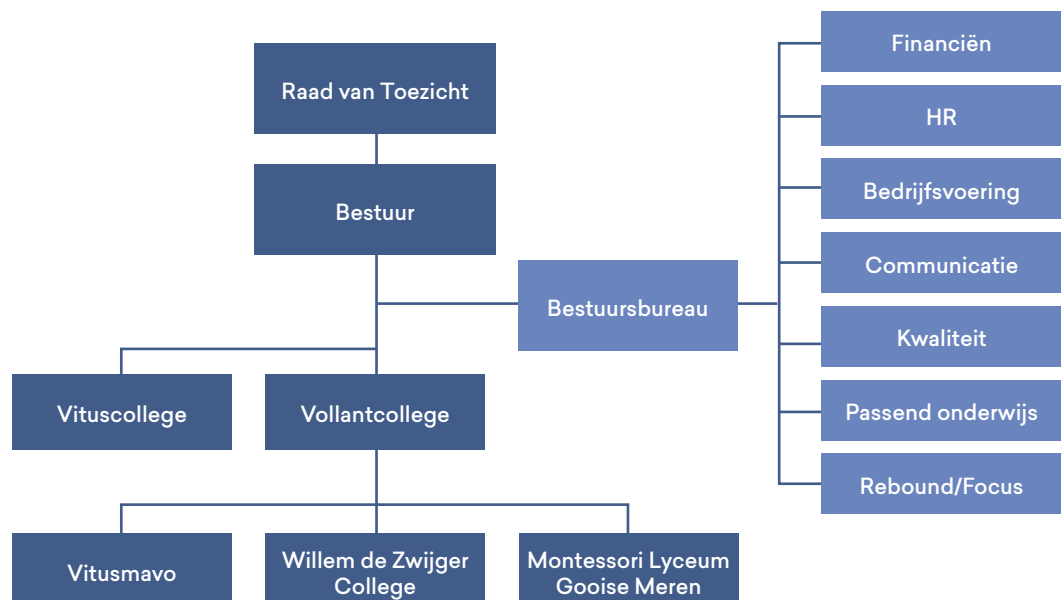 Raad van Toezicht
Bestuur
Bestuursbureau
Financiën
HR
Bedrijfsvoering
Communicatie
Kwaliteit
Passend onderwijs
Rebound/Focus
Vituscollege
Vollantcollege
Vitusmavo
Willem de Zwijger
College
Montessori Lyceum
Gooise Meren